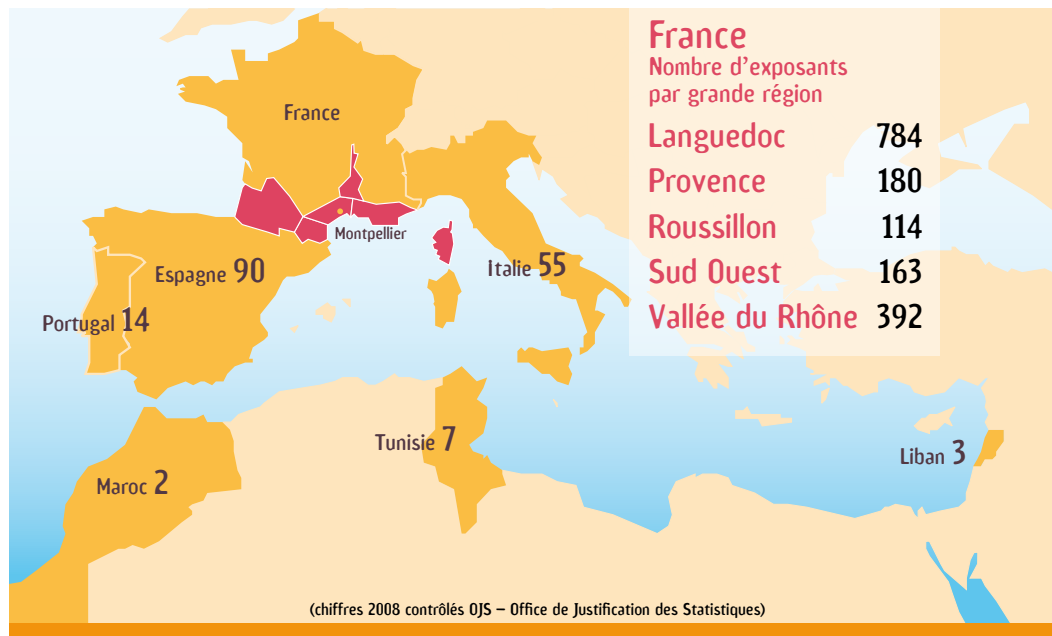 France
Nombre d'exposants
par grande région
Languedoc 784
Provence 180
Roussillon 114
Sud Ouest 163
Vallée du Rhône 392
France
Montpellier
Espagne 90
Italie 55
Portugal 14
Tunisie 7
Liban 3
Maroc 2
(chiffres 2008 contrôlés OJS – Office de Justification des Statistiques)